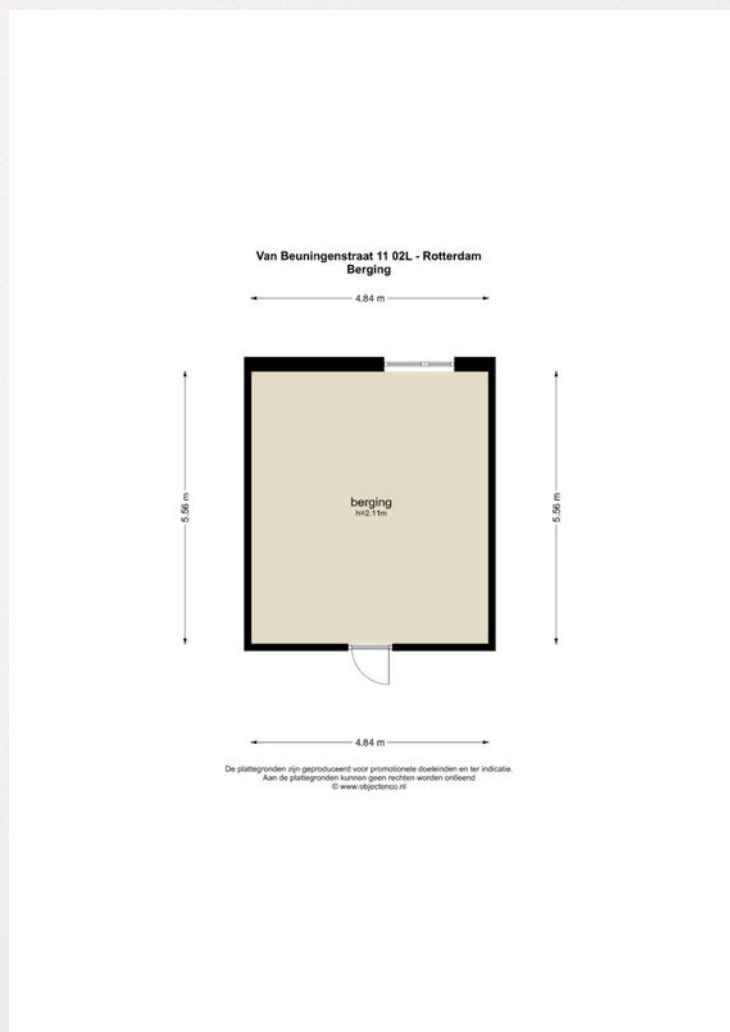 Van Beuningenstraat 11 02L - Rotterdam
Berging
4.84 m
5.56 m
5.56 m
berging
h=2.11m
4.84 m
De plattegronden zijn geproduceerd voor promotionele doeleinden en ter indicatie.
Aan de plattegronden kunnen geen rechten worden ontleend
© www.objectenco.nl